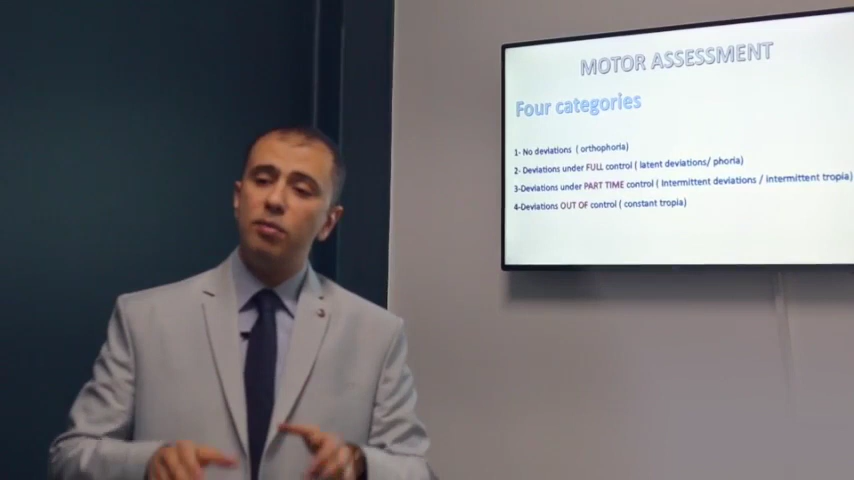 MOTOR ASSESSMENT
Four categories
1- No deviations ( orthophoria)
2- Deviations under FULL control ( latent deviations/ phoria)
3-Deviations under PART TIME control ( Intermittent deviations / intermittent tropia)
4-Deviations OUT OF control ( constant tropia)